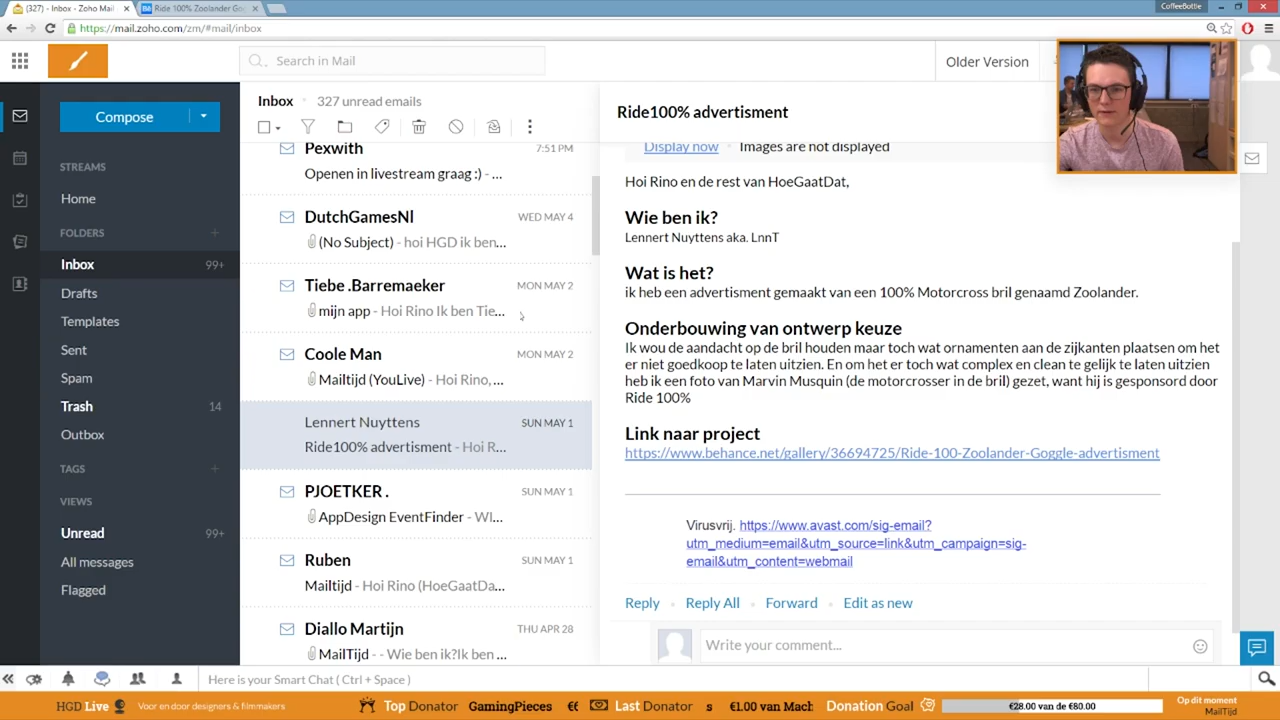 (327) - Inbox - Zoho Mail
Ride 100% Zoolander Gog
CoffeeBottle
https://mail.zoho.com/zm/#mail/inbox
Search in Mail
Older Version
Compose
STREAMS
Home
FOLDERS
Inbox 99+
Drafts
Templates
Sent
Spam
Trash 14
Outbox
TAGS
VIEWS
Unread 99+
All messages
Flagged
Inbox 327 unread emails
Pexwith 7:51 PM
Openen in livestream graag :) - ...
DutchGamesNl WED MAY 4
(No Subject) - hoi HGD ik ben...
Tiebe .Barremaeker MON MAY 2
mijn app - Hoi Rino Ik ben Tie...
Coole Man MON MAY 2
Mailtijd (YouLive) - Hoi Rino, ...
Lennert Nuyttens SUN MAY 1
Ride100% advertisment - Hoi R...
PJOETKER . SUN MAY 1
AppDesign EventFinder - WI...
Ruben SUN MAY 1
Mailtijd - Hoi Rino (HoeGaatDa...
Diallo Martijn THU APR 28
MailTijd - - Wie ben ik?Ik ben ...
Ride100% advertisment
Display now Images are not displayed
Hoi Rino en de rest van HoeGaatDat,
Wie ben ik?
Lennert Nuyttens aka. LnnT
Wat is het?
ik heb een advertisment gemaakt van een 100% Motorcross bril genaamd Zoolander.
Onderbouwing van ontwerp keuze
Ik wou de aandacht op de bril houden maar toch wat ornamenten aan de zijkanten plaatsen om het
er niet goedkoop te laten uitzien. En om het er toch wat complex en clean te gelijk te laten uitzien
heb ik een foto van Marvin Musquin (de motorcrosser in de bril) gezet, want hij is gesponsord door
Ride 100%
Link naar project
https://www.behance.net/gallery/36694725/Ride-100-Zoolander-Goggle-advertisment
Virusvrij. https://www.avast.com/sig-email?
utm_medium=email&utm_source=link&utm_campaign=sig-
email&utm_content=webmail
Reply Reply All Forward Edit as new
Write your comment...
Here is your Smart Chat ( Ctrl + Space )
HGD Live Voor en door designers & filmmakers
Top Donator GamingPieces €€
Last Donator s €1.00 van Mach
Donation Goal €28.00 van de €80.00
Op dit moment
MailTijd